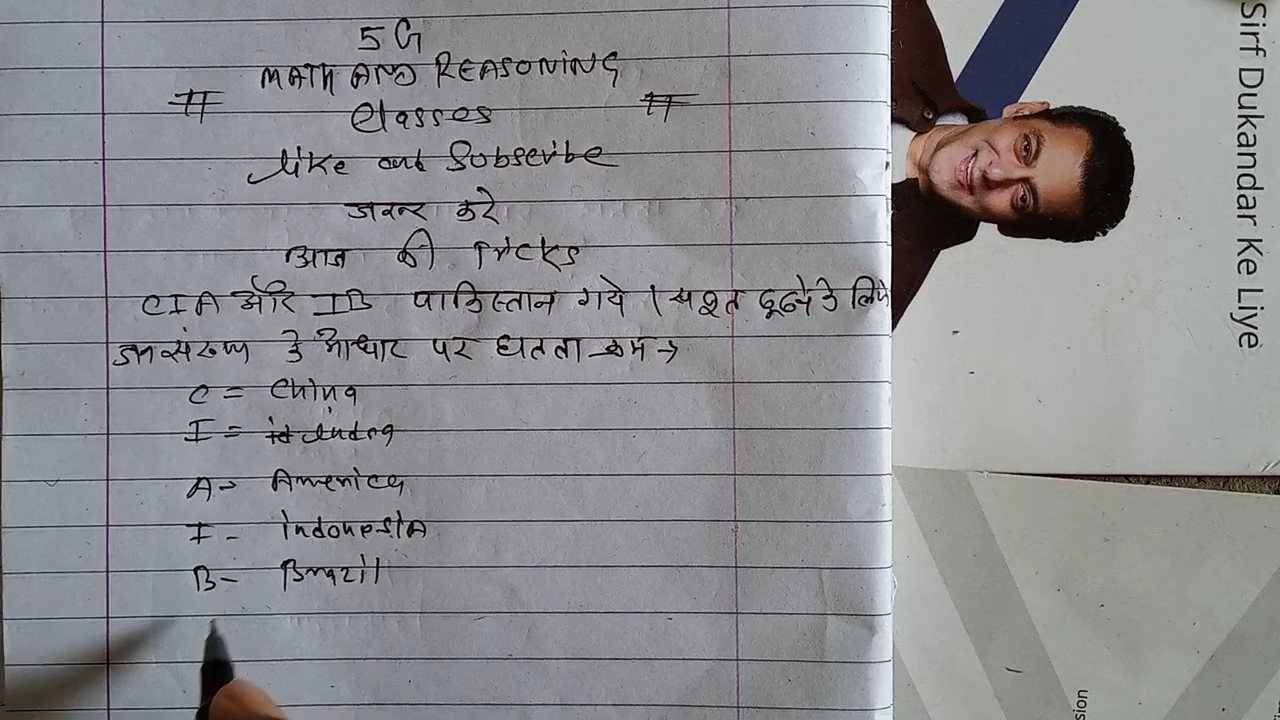 5G
MATH AND REASONING
# Classes #
like and Subscribe
जरूर करे
आज की Tricks
CIA और IB पाकिस्तान गये । सबूत ढूढने के लिये
जनसंख्या के आधार पर घटता क्रम →
C = China
I = India
A → America
I - indonesIA
B - Brazil
Sirf Dukandar Ke Liye
sion